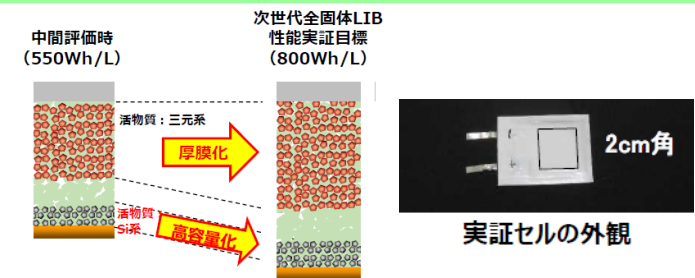 中間評価時
（550Wh/L）
次世代全固体LIB
性能実証目標
（800Wh/L）
活物質：三元系
厚膜化
活物質
Si系
高容量化
2cm角
実証セルの外観